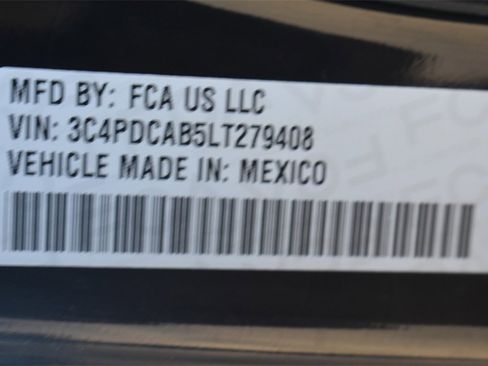 MFD BY: FCA US LLC
VIN: 3C4PDCAB5LT279408
VEHICLE MADE IN: MEXICO